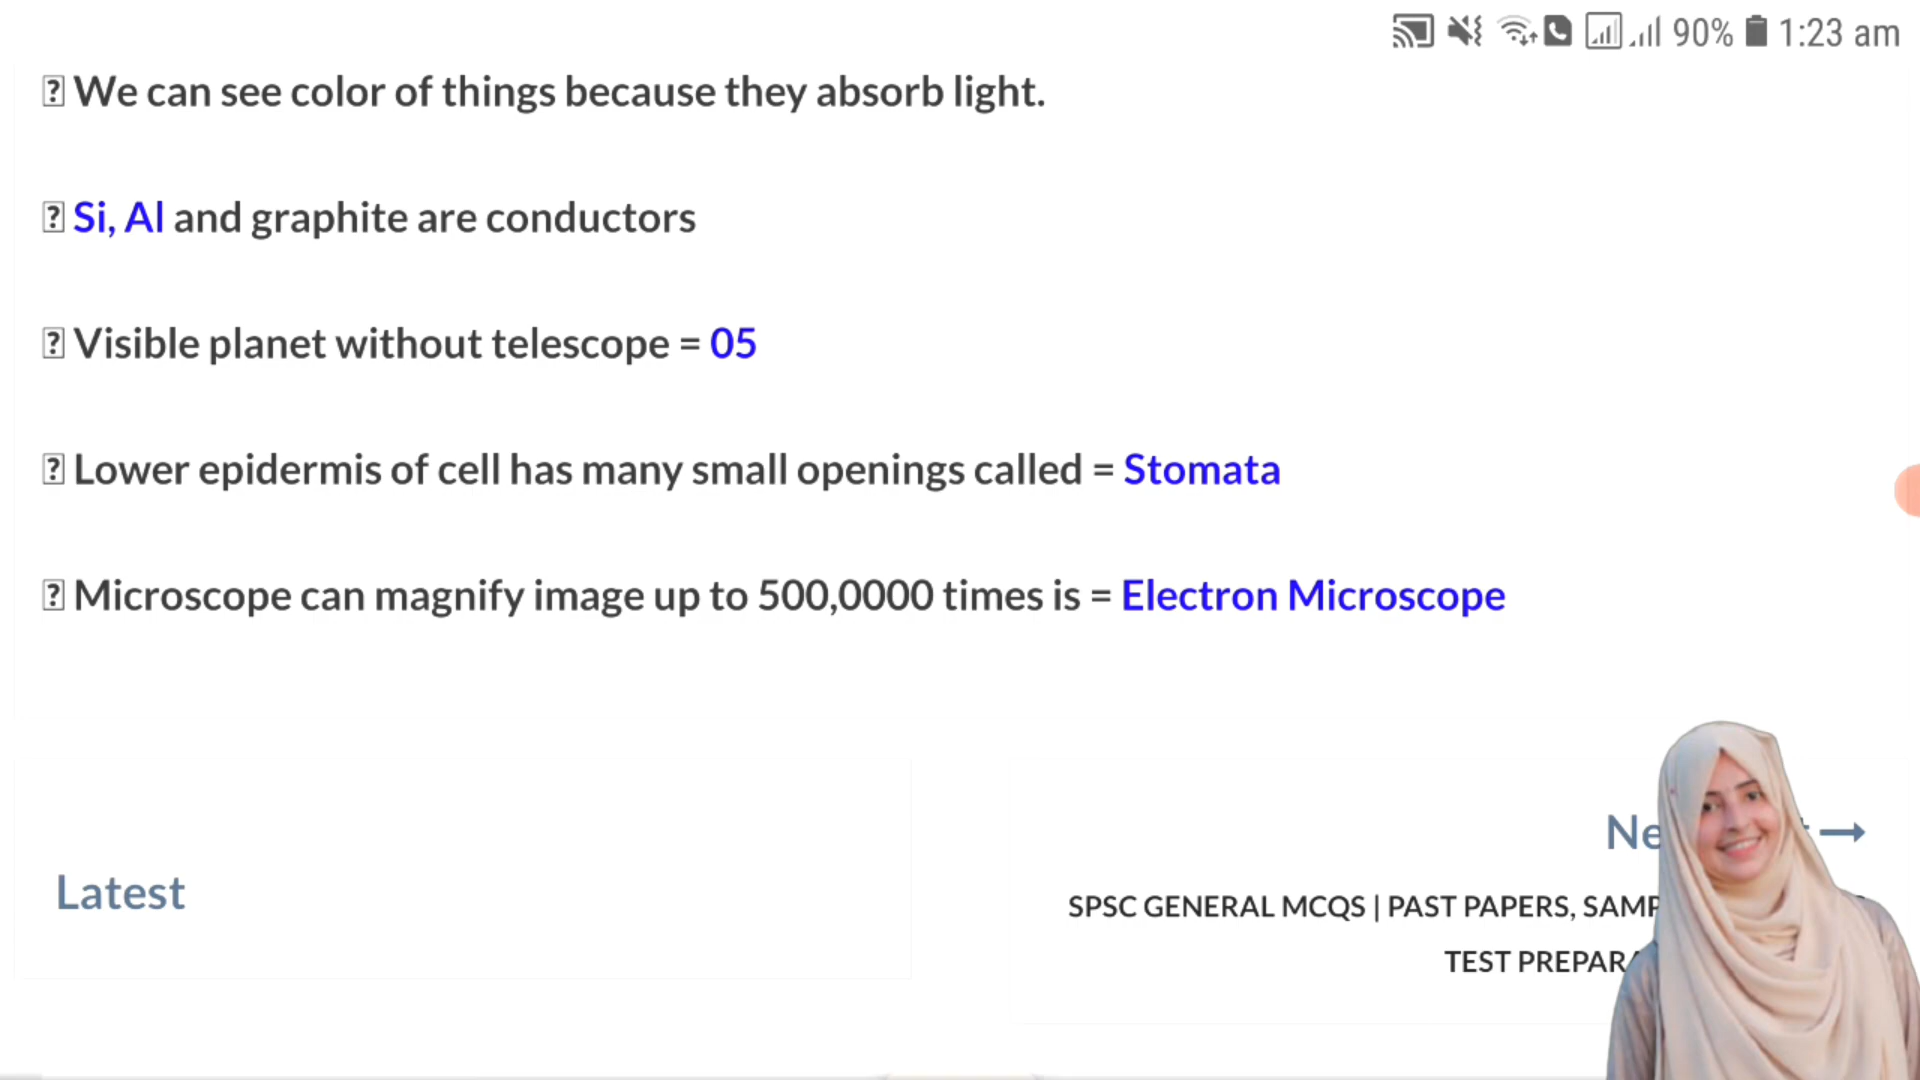 90% 1:23 am
We can see color of things because they absorb light.
Si, Al and graphite are conductors
Visible planet without telescope = 05
Lower epidermis of cell has many small openings called = Stomata
Microscope can magnify image up to 500,0000 times is = Electron Microscope
Latest
SPSC GENERAL MCQS | PAST PAPERS,
TEST